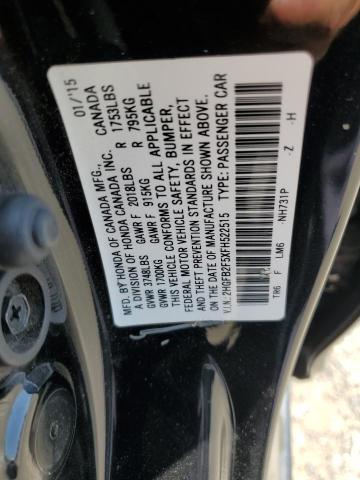 MFD. BY HONDA OF CANADA MFG., 01/'15
A DIVISION OF HONDA CANADA INC. CANADA
GVWR 3748LBS GAWR F 2018LBS R 1753LBS
GVWR 1700KG GAWR F 915KG R 795KG
THIS VEHICLE CONFORMS TO ALL APPLICABLE
FEDERAL MOTOR VEHICLE SAFETY, BUMPER,
AND THEFT PREVENTION STANDARDS IN EFFECT
ON THE DATE OF MANUFACTURE SHOWN ABOVE.
V.I.N: 2HGFB2F5XFH522515 TYPE: PASSENGER CAR
TR6 F LM6 -NH731P -Z -H